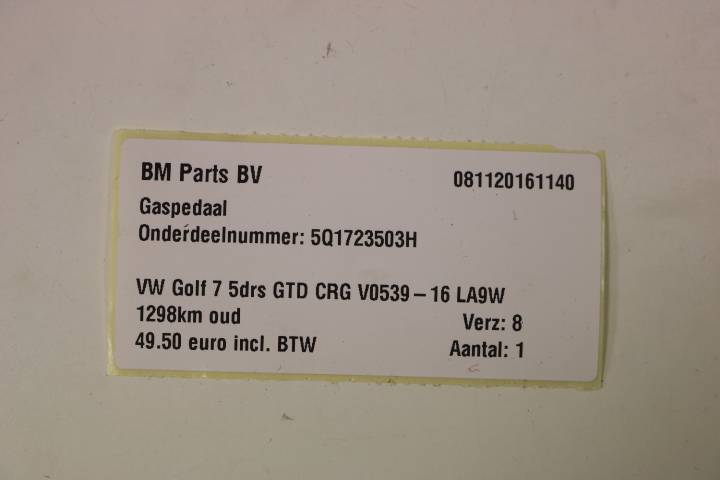 BM Parts BV 081120161140
Gaspedaal
Onderdeelnummer: 5Q1723503H
VW Golf 7 5drs GTD CRG V0539-16 LA9W
1298km oud Verz: 8
49.50 euro incl. BTW Aantal: 1